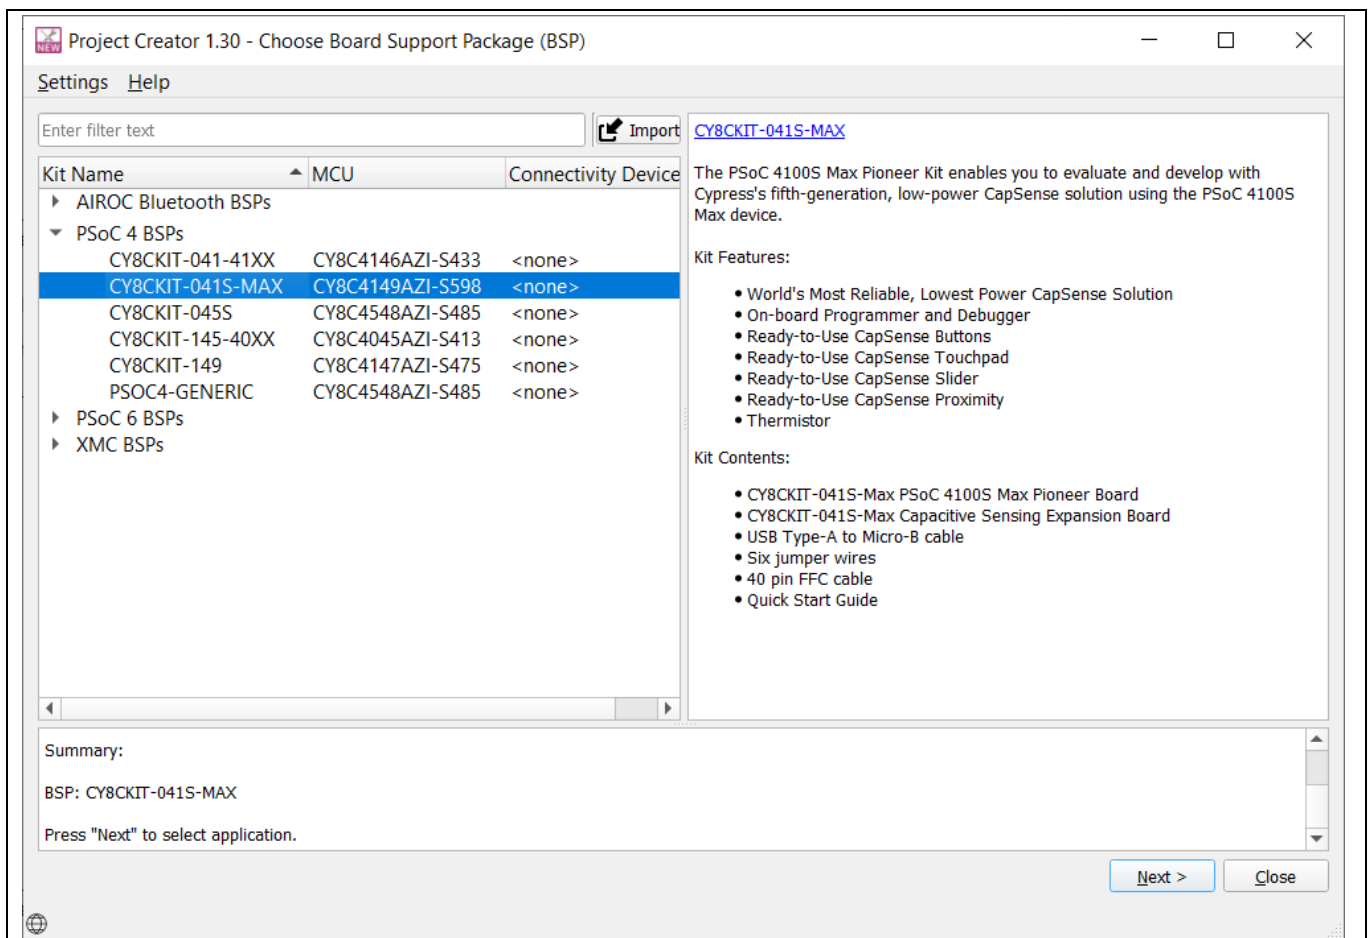 NEW Project Creator 1.30 - Choose Board Support Package (BSP)
Settings Help
Enter filter text
Import
Kit Name MCU Connectivity Device
AIROC Bluetooth BSPs
PSoC 4 BSPs
CY8CKIT-041-41XX CY8C4146AZI-S433 <none>
CY8CKIT-041S-MAX CY8C4149AZI-S598 <none>
CY8CKIT-045S CY8C4548AZI-S485 <none>
CY8CKIT-145-40XX CY8C4045AZI-S413 <none>
CY8CKIT-149 CY8C4147AZI-S475 <none>
PSOC4-GENERIC CY8C4548AZI-S485 <none>
PSoC 6 BSPs
XMC BSPs
CY8CKIT-041S-MAX
The PSoC 4100S Max Pioneer Kit enables you to evaluate and develop with
Cypress's fifth-generation, low-power CapSense solution using the PSoC 4100S
Max device.
Kit Features:
• World's Most Reliable, Lowest Power CapSense Solution
• On-board Programmer and Debugger
• Ready-to-Use CapSense Buttons
• Ready-to-Use CapSense Touchpad
• Ready-to-Use CapSense Slider
• Ready-to-Use CapSense Proximity
• Thermistor
Kit Contents:
• CY8CKIT-041S-Max PSoC 4100S Max Pioneer Board
• CY8CKIT-041S-Max Capacitive Sensing Expansion Board
• USB Type-A to Micro-B cable
• Six jumper wires
• 40 pin FFC cable
• Quick Start Guide
Summary:
BSP: CY8CKIT-041S-MAX
Press "Next" to select application.
Next > Close